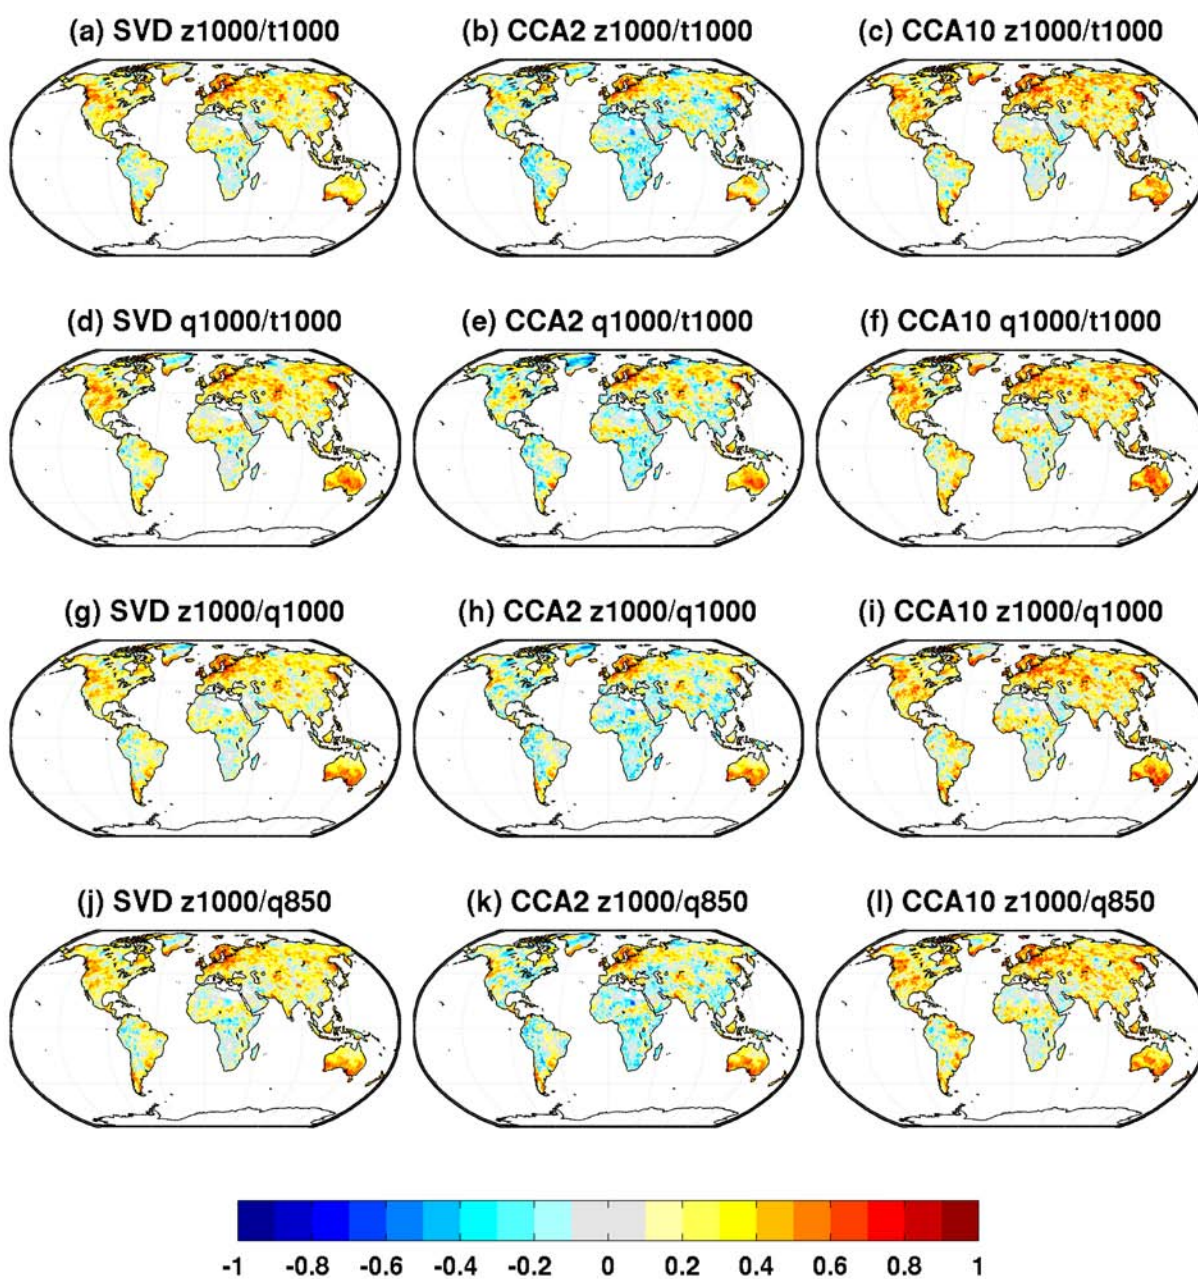 (a) SVD z1000/t1000 (b) CCA2 z1000/t1000 (c) CCA10 z1000/t1000
(d) SVD q1000/t1000 (e) CCA2 q1000/t1000 (f) CCA10 q1000/t1000
(g) SVD z1000/q1000 (h) CCA2 z1000/q1000 (i) CCA10 z1000/q1000
(j) SVD z1000/q850 (k) CCA2 z1000/q850 (l) CCA10 z1000/q850
-1 -0.8 -0.6 -0.4 -0.2 0 0.2 0.4 0.6 0.8 1